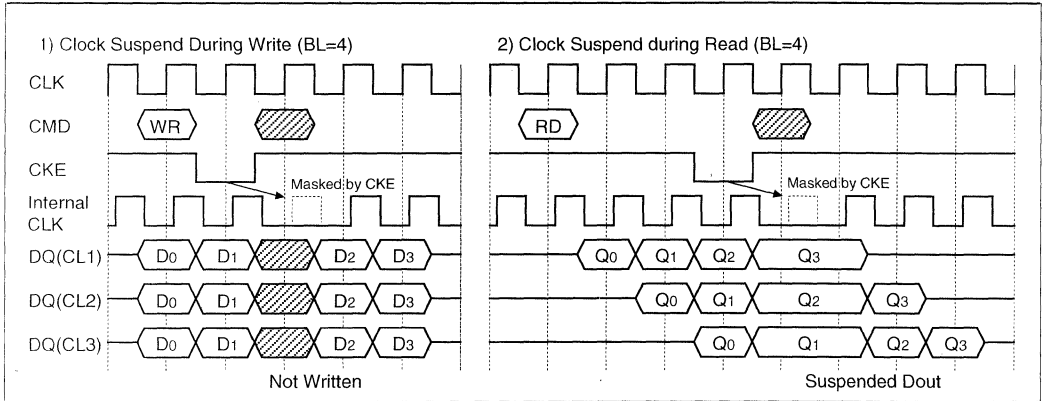 1) Clock Suspend During Write (BL=4) 2) Clock Suspend during Read (BL=4)
CLK
CMD WR RD
CKE
Masked by CKE Masked by CKE
Internal
CLK
DQ(CL1) D0 D1 D2 D3 Q0 Q1 Q2 Q3
DQ(CL2) D0 D1 D2 D3 Q0 Q1 Q2 Q3
DQ(CL3) D0 D1 D2 D3 Q0 Q1 Q2 Q3
Not Written Suspended Dout